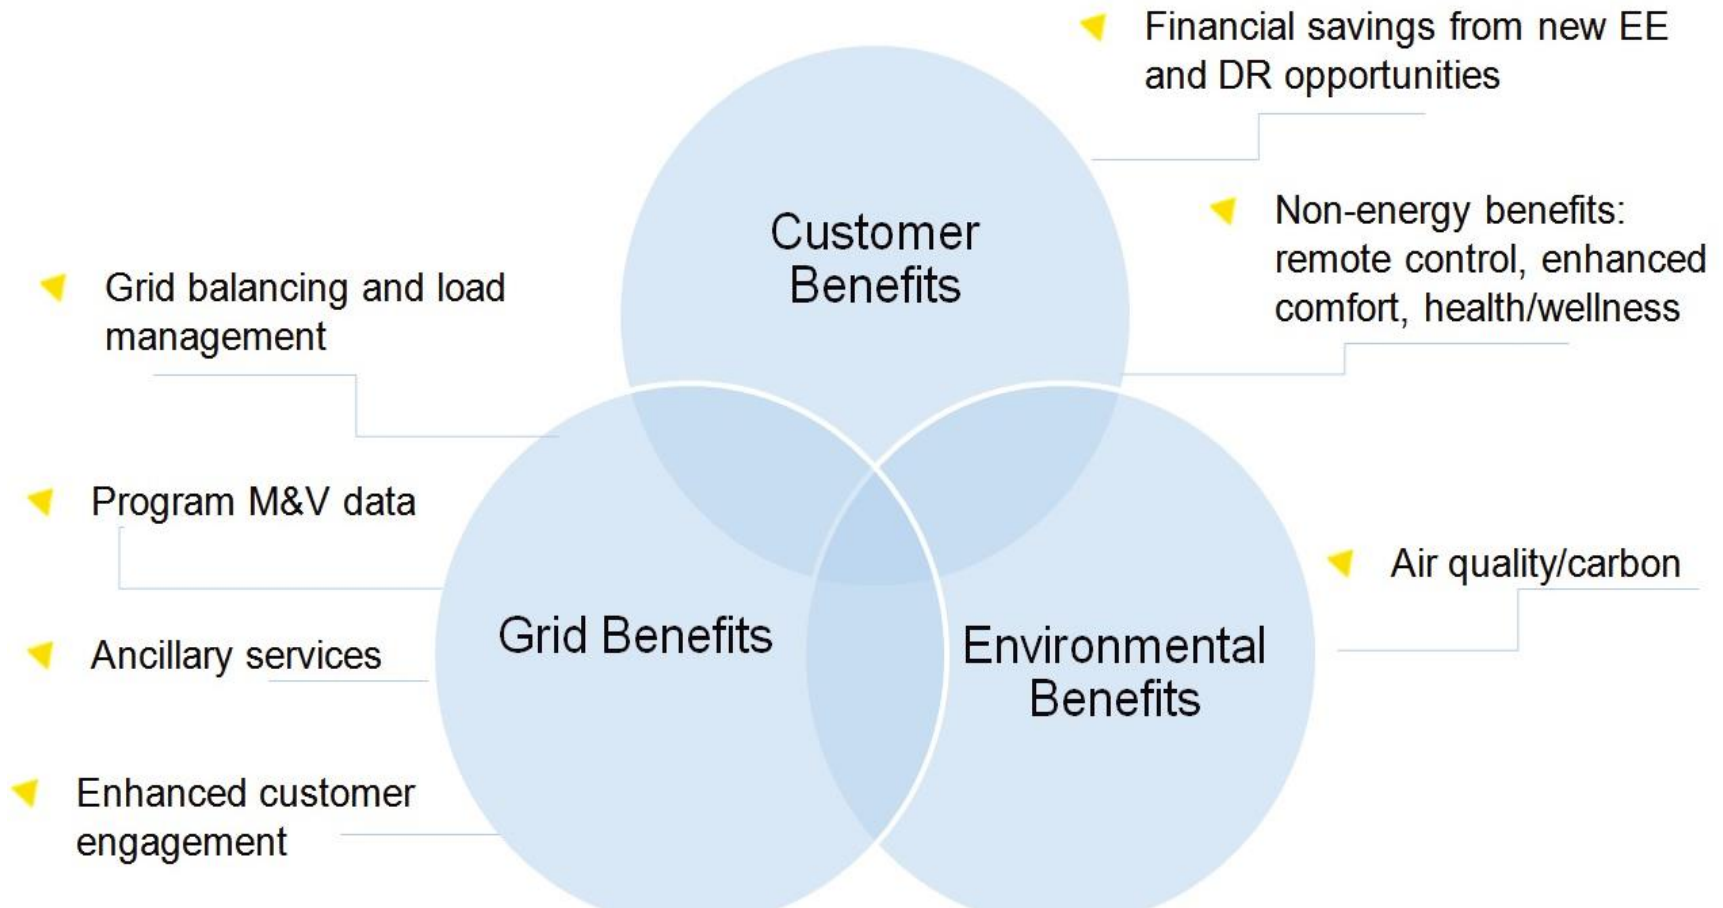 Financial savings from new EE
and DR opportunities
Customer
Benefits
Non-energy benefits:
remote control, enhanced
comfort, health/wellness
Grid balancing and load
management
Program M&V data
Air quality/carbon
Grid Benefits
Environmental
Benefits
Ancillary services
Enhanced customer
engagement